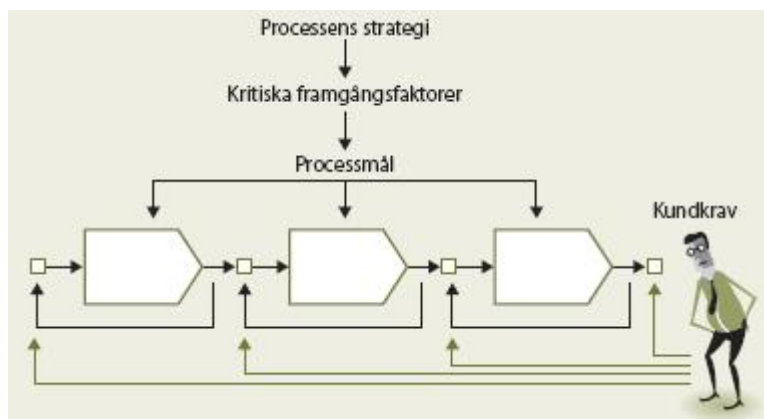 Processens strategi
Kritiska framgångsfaktorer
Processmål
Kundkrav